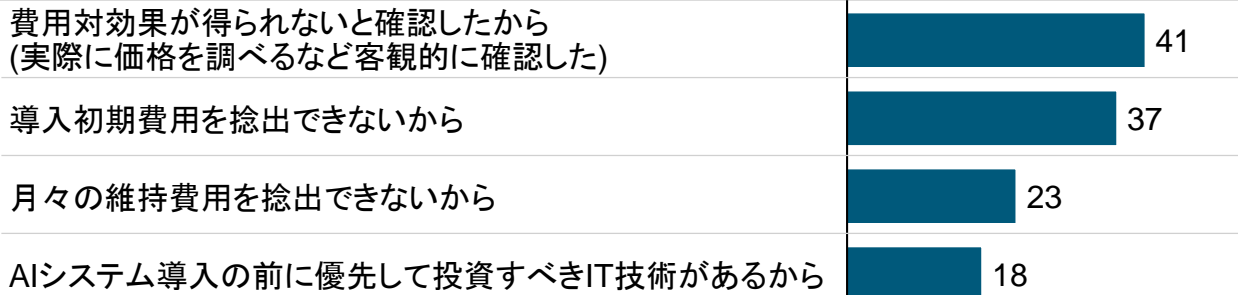 費用対効果が得られないと確認したから
(実際に価格を調べるなど客観的に確認した)
41
導入初期費用を捻出できないから
37
月々の維持費用を捻出できないから
23
AIシステム導入の前に優先して投資すべきIT技術があるから
18